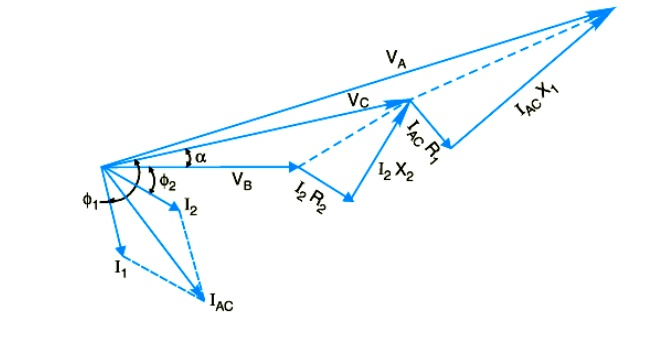 V_A
V_C
I_AC X_1
I_AC R_1
α
V_B
ϕ_2
I_2 X_2
I_2 R_2
ϕ_1
I_2
I_1
I_AC